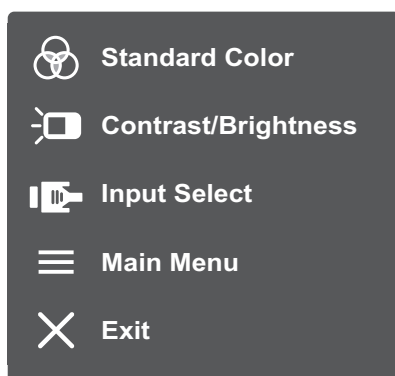 Standard Color
Contrast/Brightness
Input Select
Main Menu
Exit